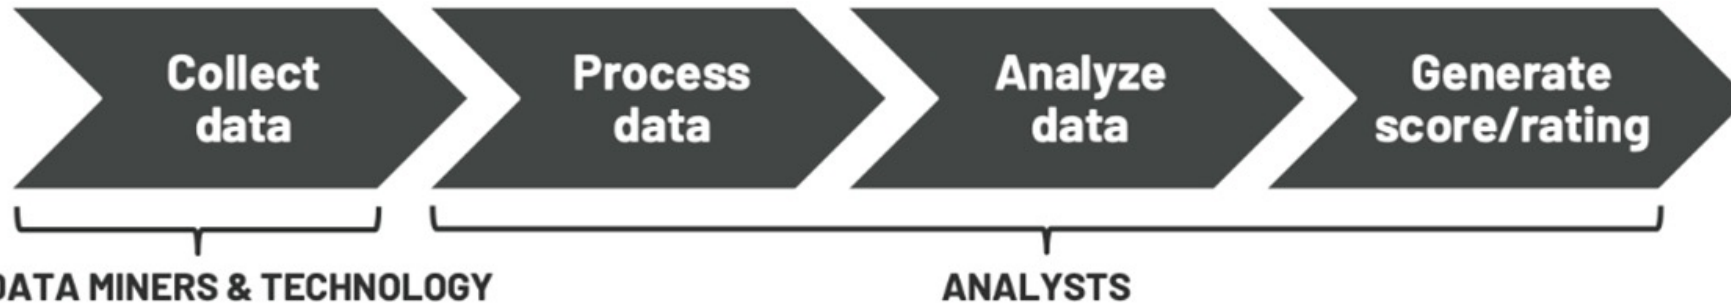 Collect
data
Process
data
Analyze
data
Generate
score/rating
DATA MINERS & TECHNOLOGY
ANALYSTS